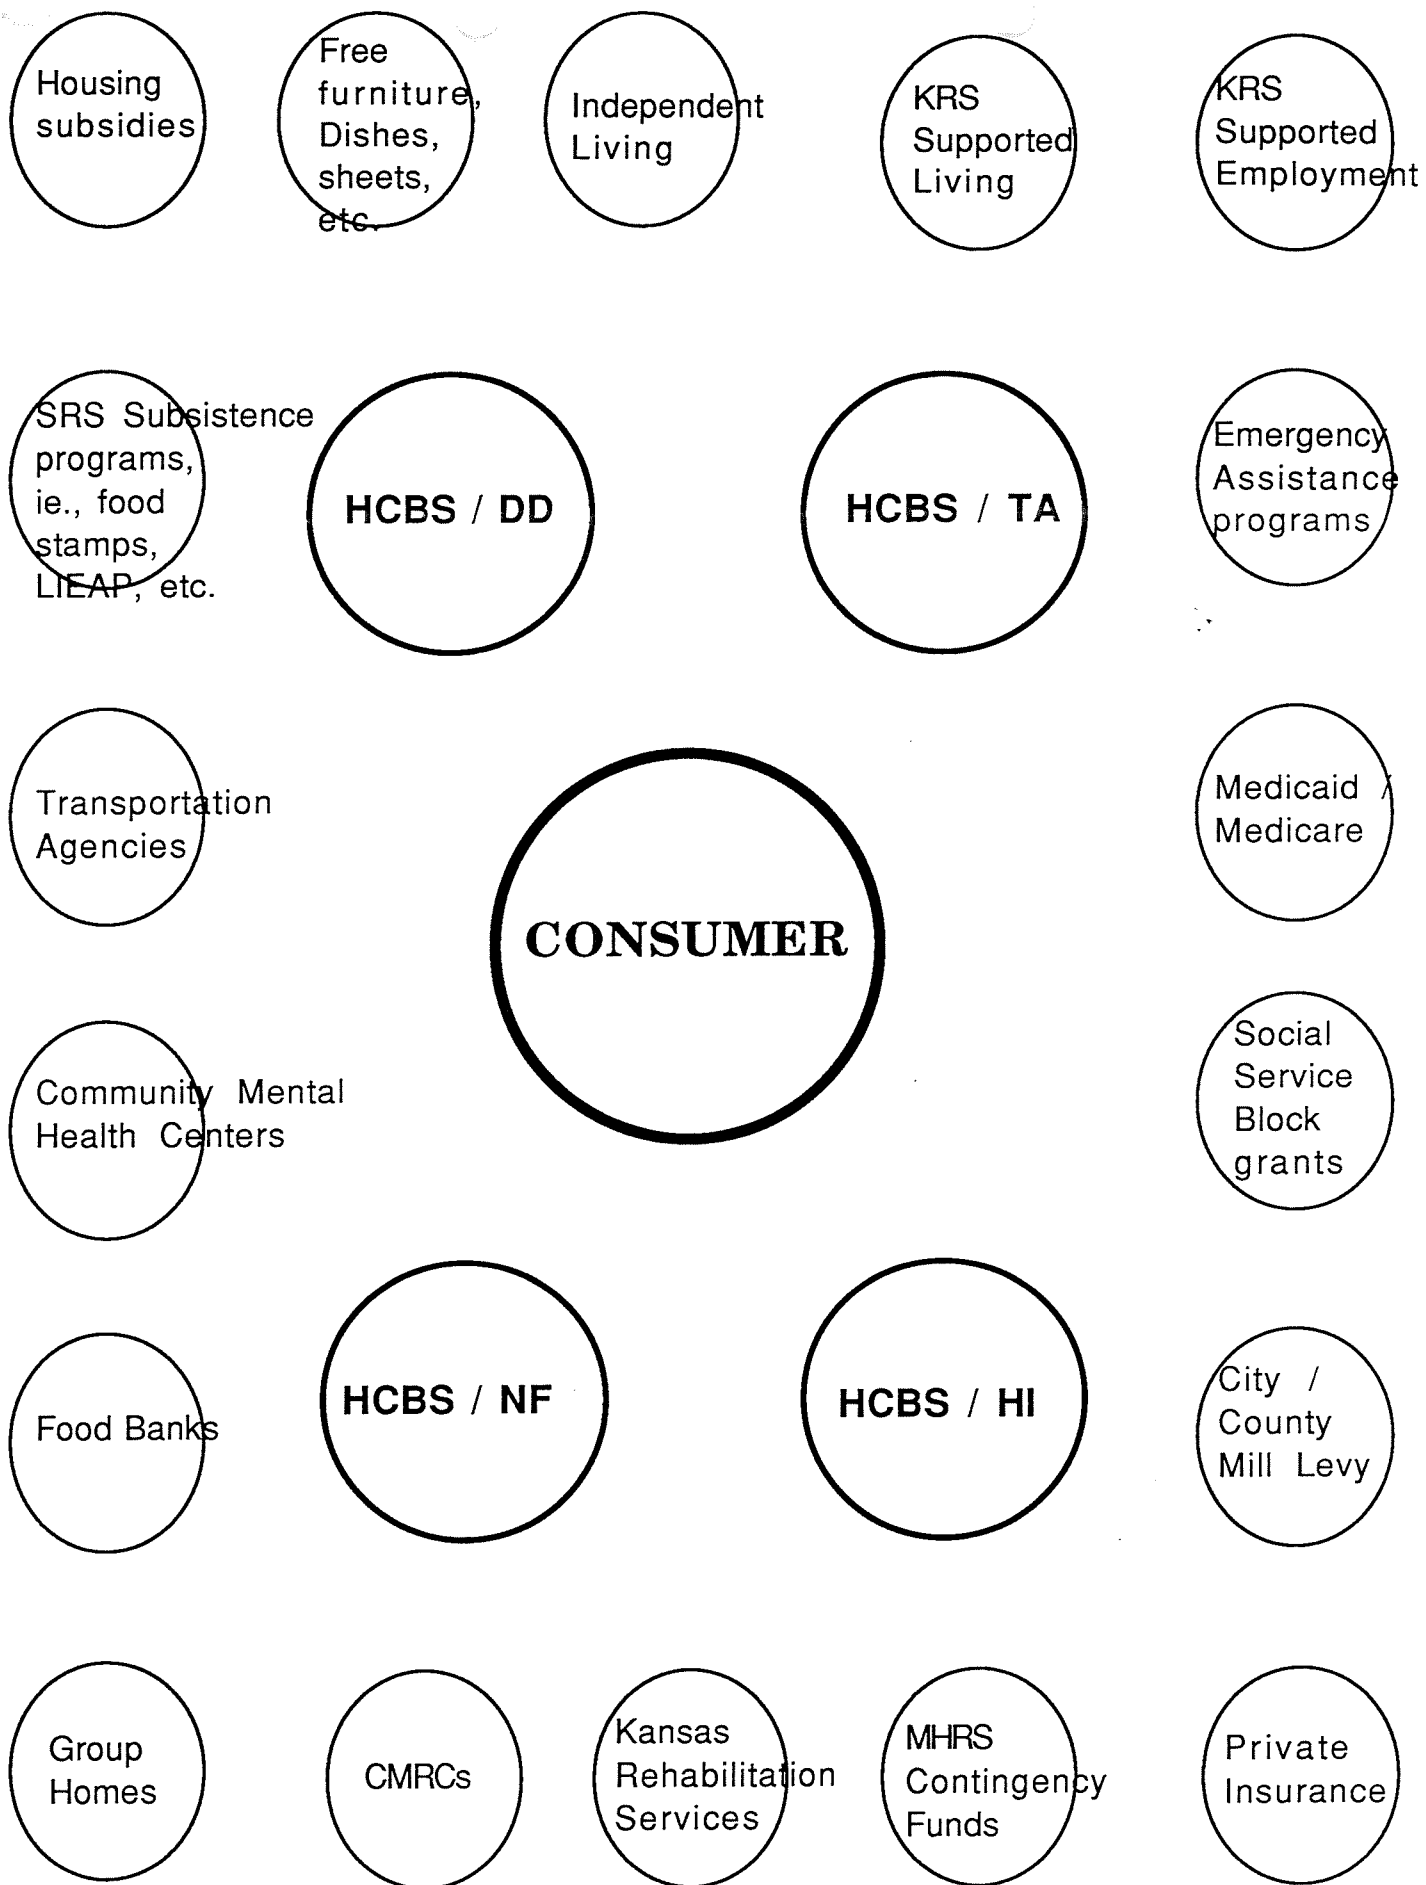 Housing
subsidies
Free
furniture,
Dishes,
sheets,
etc.
Independent
Living
KRS
Supported
Living
KRS
Supported
Employment
SRS Subsistence
programs,
ie., food
stamps,
LIEAP, etc.
HCBS / DD
HCBS / TA
Emergency
Assistance
programs
Transportation
Agencies
CONSUMER
Medicaid /
Medicare
Community Mental
Health Centers
Social
Service
Block
grants
Food Banks
HCBS / NF
HCBS / HI
City /
County
Mill Levy
Group
Homes
CMRCs
Kansas
Rehabilitation
Services
MHRS
Contingency
Funds
Private
Insurance